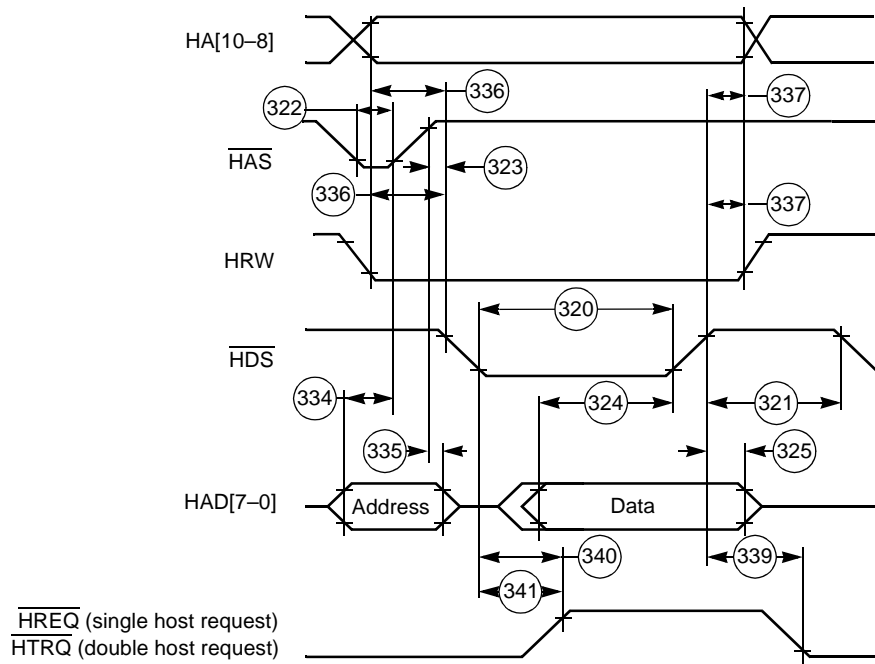 HA[10–8]
336
337
322
HAS
323
336
337
HRW
320
HDS
334
324
321
335
325
HAD[7–0]
Address
Data
340
339
341
HREQ (single host request)
HTRQ (double host request)